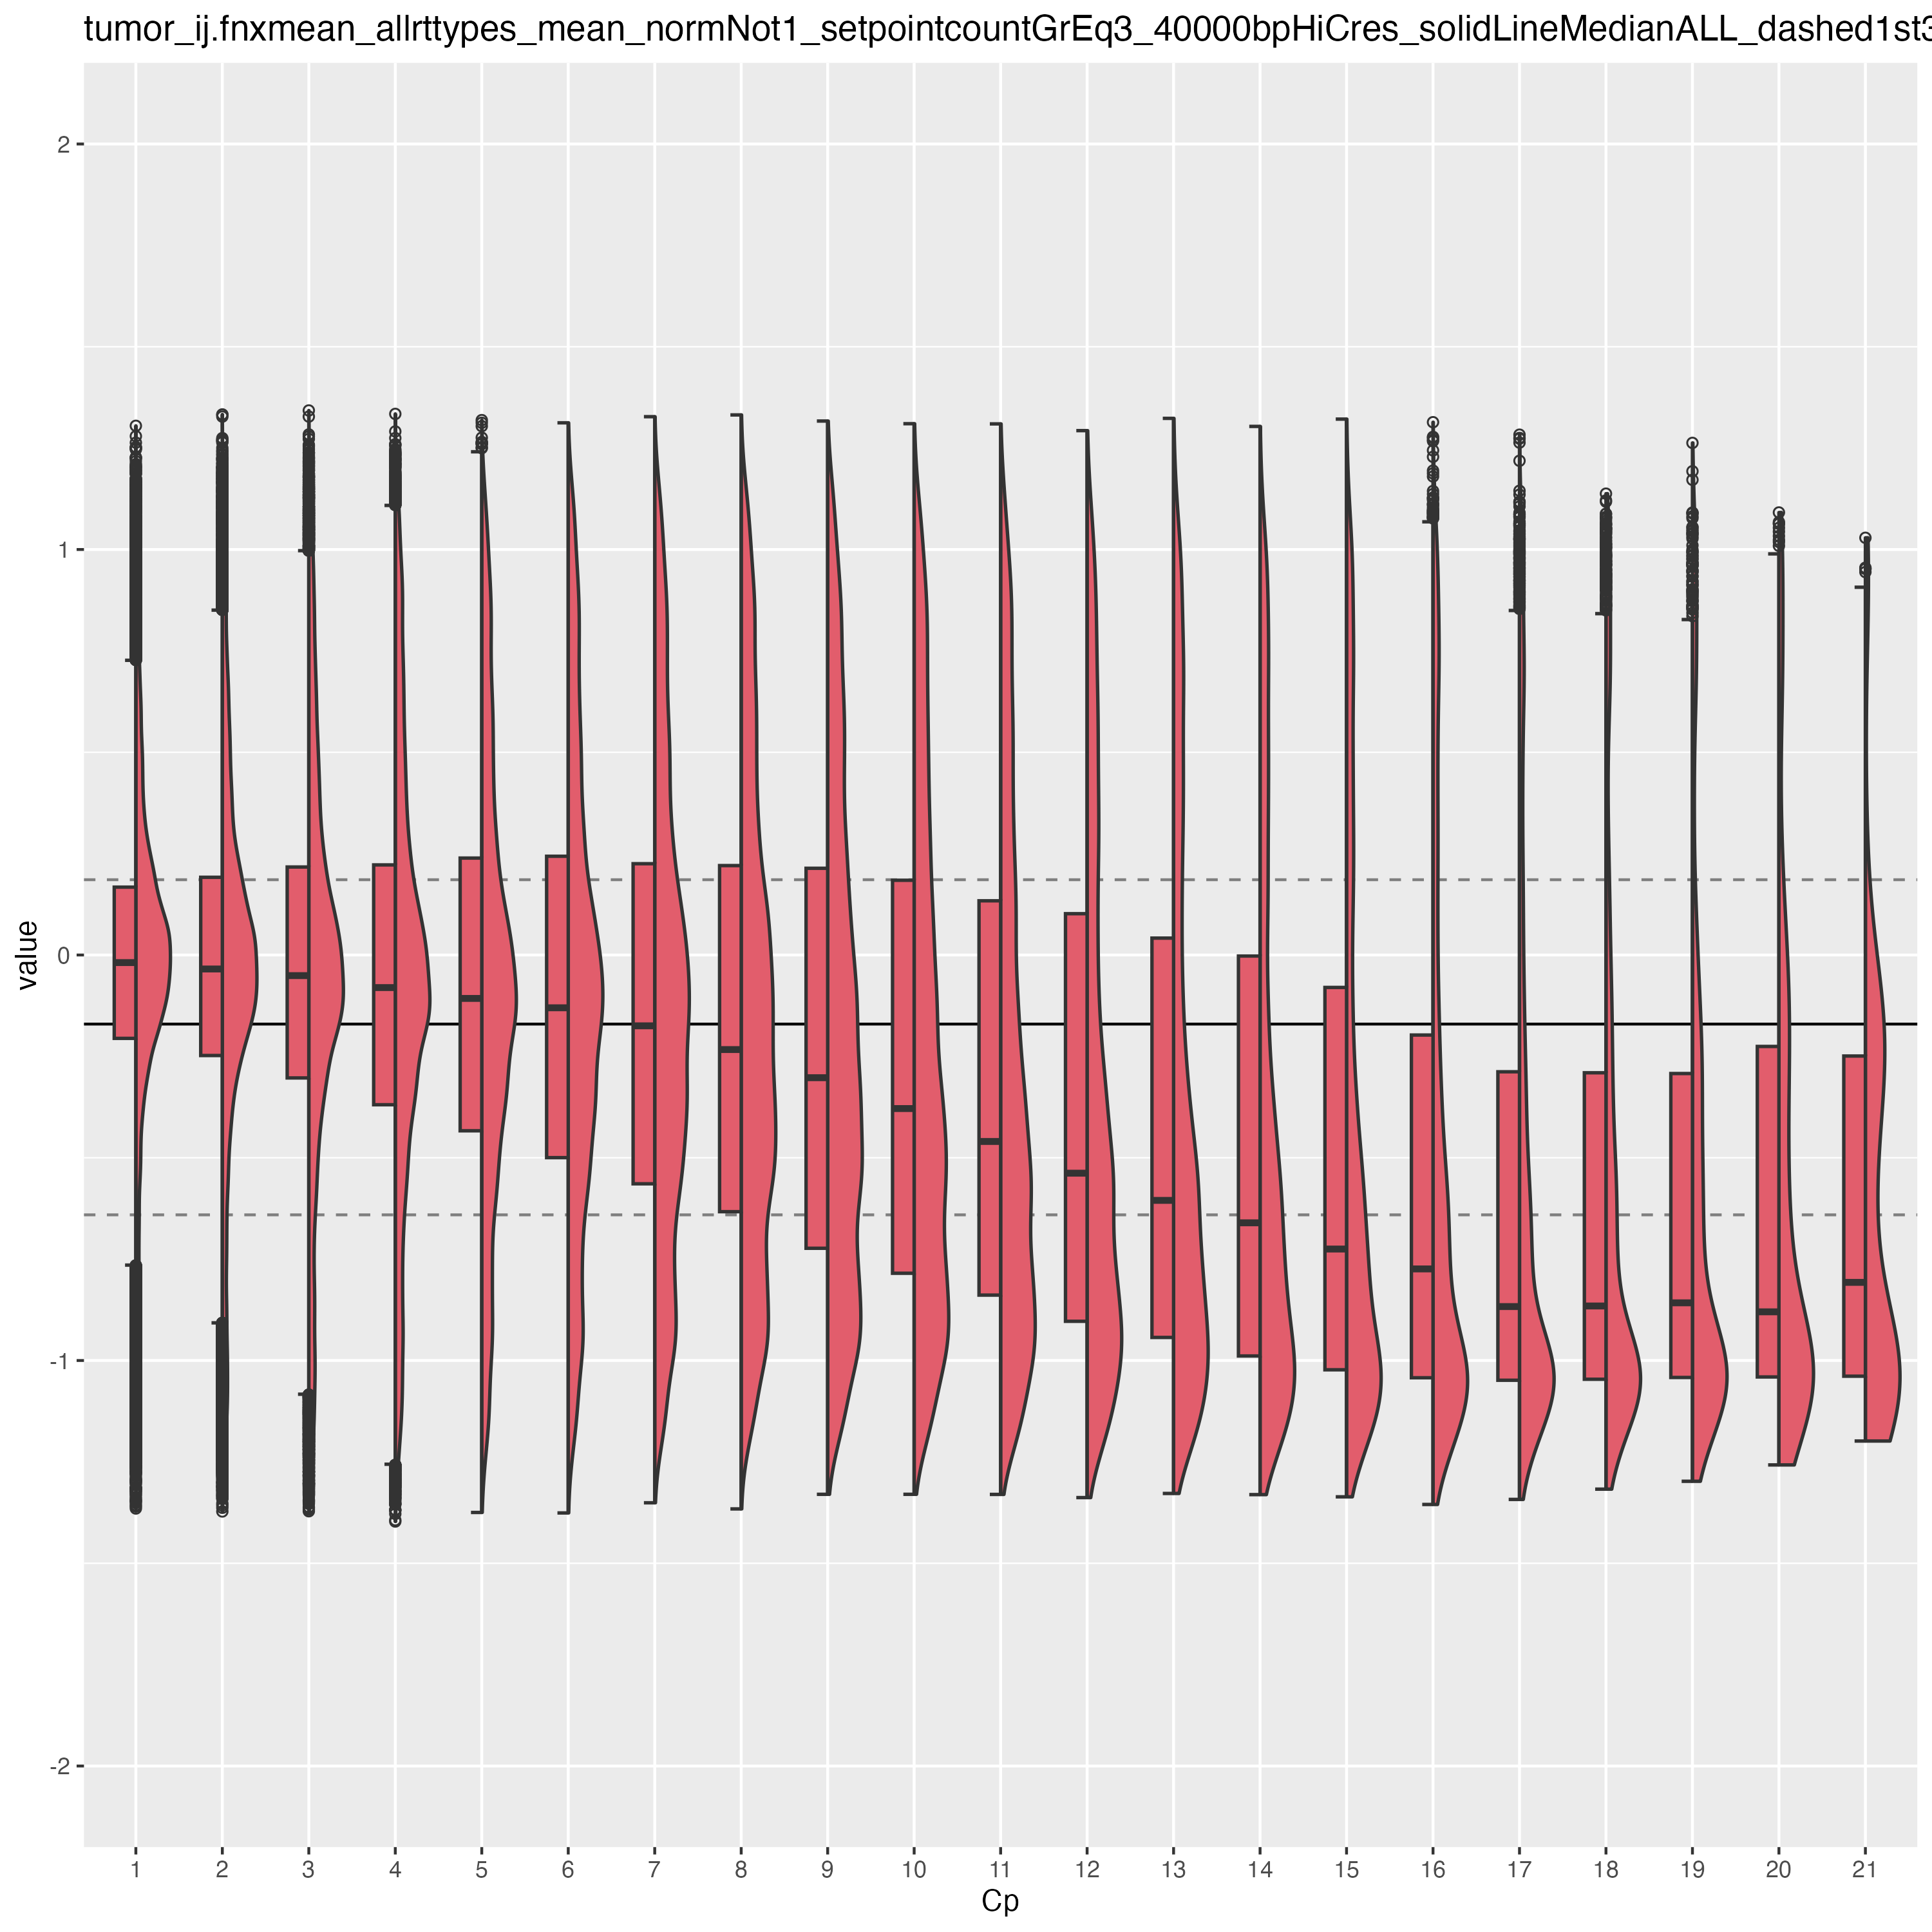 tumor_ij.fnxmean_allrttypes_mean_normNot1_setpointcountGrEq3_40000bpHiCres_solidLineMedianALL_dashed1st3
2
1
0
-1
-2
value
1 2 3 4 5 6 7 8 9 10 11 12 13 14 15 16 17 18 19 20 21
Cp